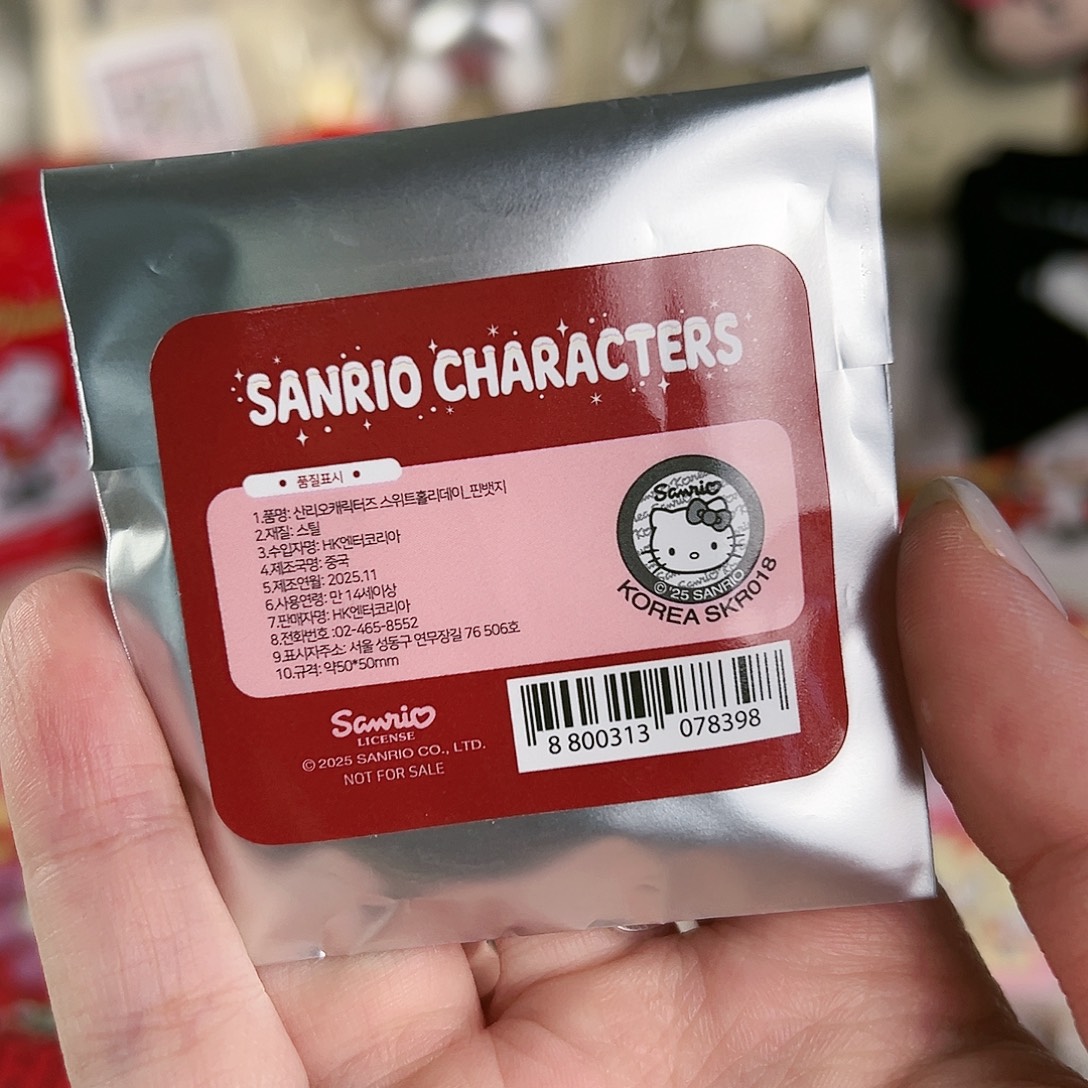 SANRIO CHARACTERS
• 품질표시 •
1.품명: 산리오캐릭터즈 스위트홀리데이_핀뱃지
2.재질: 스틸
3.수입자명: HK엔터코리아
4.제조국명: 중국
5.제조연월: 2025.11
6.사용연령: 만 14세이상
7.판매자명: HK엔터코리아
8.전화번호 :02-465-8552
9.표시자주소: 서울 성동구 연무장길 76 506호
10.규격: 약50*50mm
Sanrio
© '25 SANRIO
KOREA SKR018
Sanrio
LICENSE
© 2025 SANRIO CO., LTD.
NOT FOR SALE
8 800313 078398